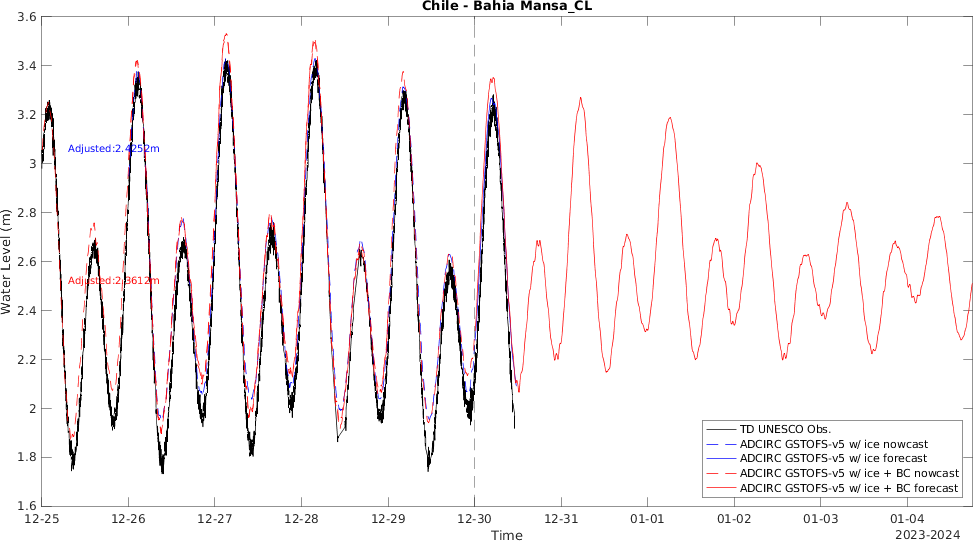 Chile - Bahia Mansa_CL
Water Level (m)
3.6
3.4
3.2
3
2.8
2.6
2.4
2.2
2
1.8
1.6
Adjusted:2.4252m
Adjusted:2.3612m
TD UNESCO Obs.
ADCIRC GSTOFS-v5 w/ ice nowcast
ADCIRC GSTOFS-v5 w/ ice forecast
ADCIRC GSTOFS-v5 w/ ice + BC nowcast
ADCIRC GSTOFS-v5 w/ ice + BC forecast
12-25 12-26 12-27 12-28 12-29 12-30 12-31 01-01 01-02 01-03 01-04
Time
2023-2024